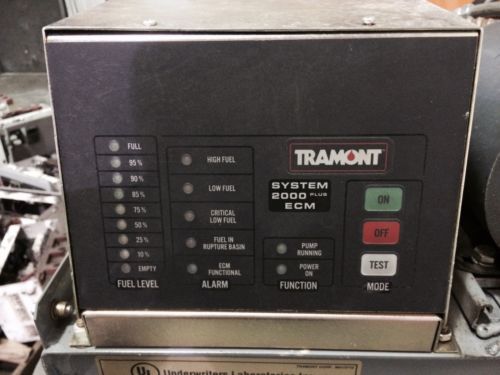 FULL
95 %
90 %
85 %
75 %
50 %
25 %
10 %
EMPTY
FUEL LEVEL
HIGH FUEL
LOW FUEL
CRITICAL
LOW FUEL
FUEL IN
RUPTURE BASIN
ECM
FUNCTIONAL
ALARM
TRAMONT
SYSTEM
2000 PLUS
ECM
PUMP
RUNNING
POWER
ON
FUNCTION
ON
OFF
TEST
MODE
UL
Underwriters Laboratories